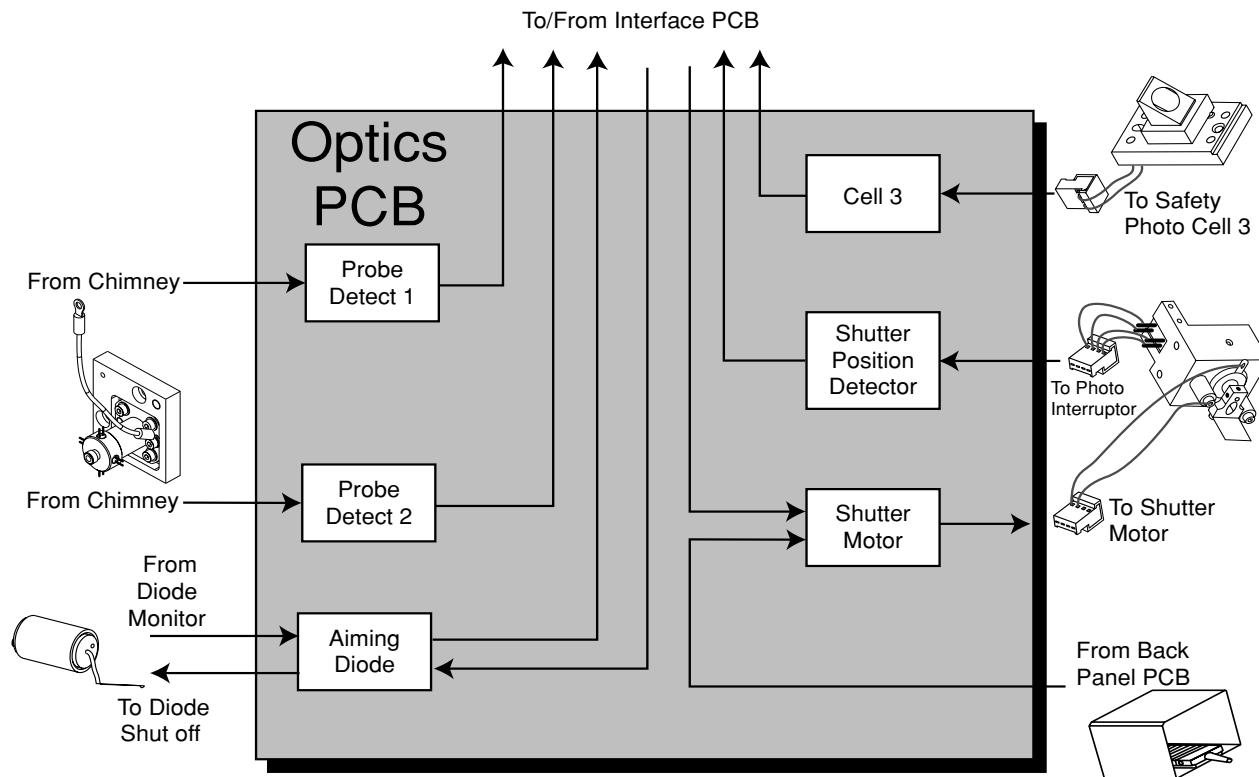 To/From Interface PCB
Optics
PCB
Cell 3
To Safety
Photo Cell 3
From Chimney
Probe
Detect 1
Shutter
Position
Detector
To Photo
Interruptor
From Chimney
Probe
Detect 2
Shutter
Motor
To Shutter
Motor
From
Diode
Monitor
Aiming
Diode
To Diode
Shut off
From Back
Panel PCB